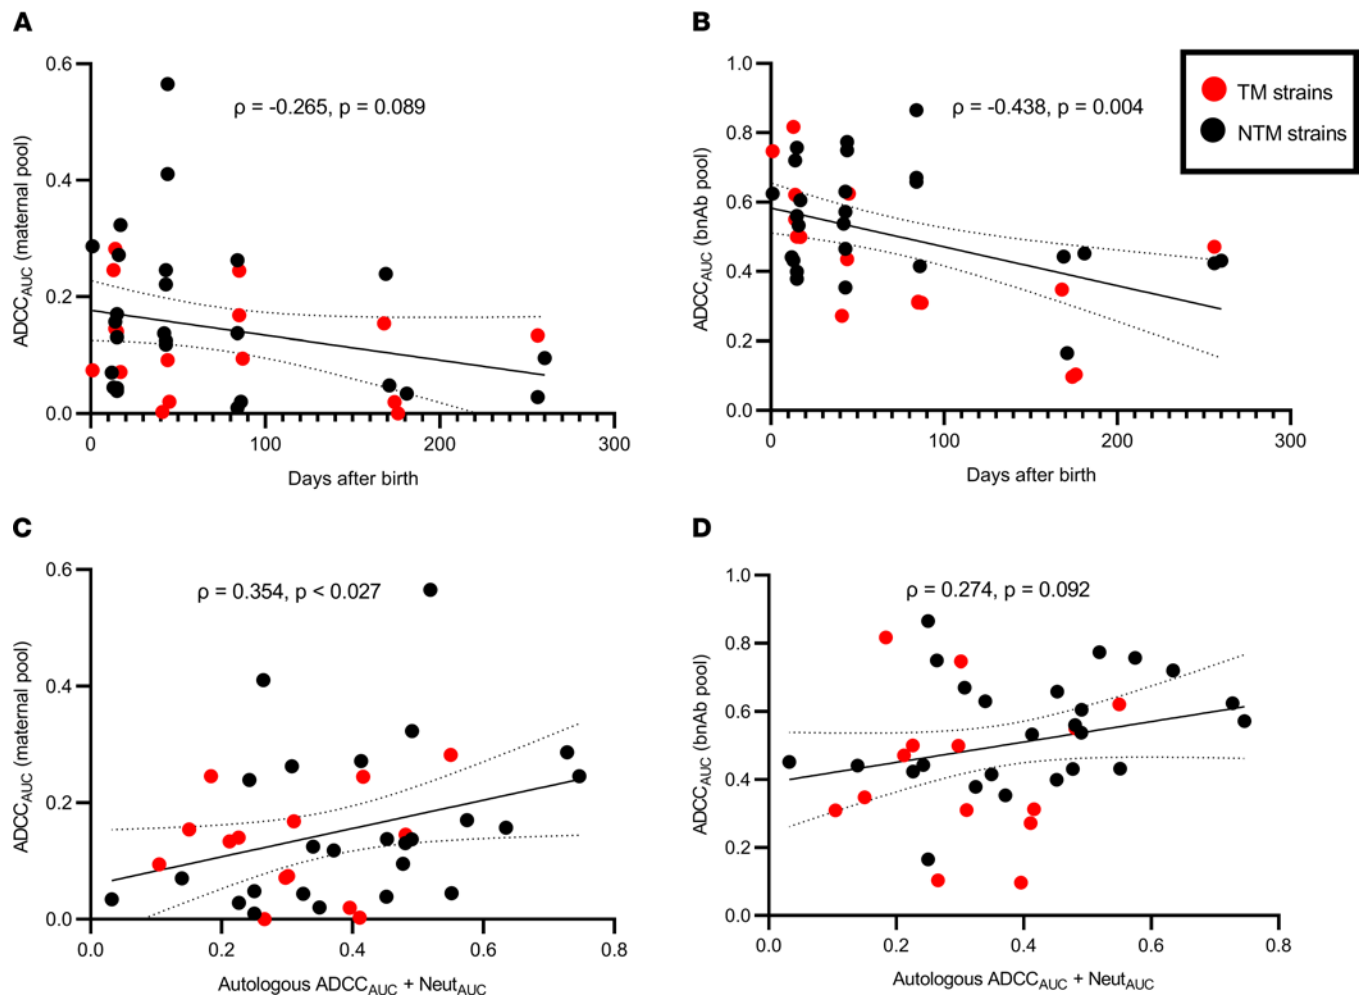 A
ρ = -0.265, p = 0.089
0.6
0.4
0.2
0.0
ADCCAUC (maternal pool)
0
100
200
300
Days after birth
B
ρ = -0.438, p = 0.004
1.0
0.8
0.6
0.4
0.2
0.0
ADCCAUC (bnAb pool)
0
100
200
300
Days after birth
TM strains
NTM strains
C
ρ = 0.354, p < 0.027
0.6
0.4
0.2
0.0
ADCCAUC (maternal pool)
0.0
0.2
0.4
0.6
0.8
Autologous ADCCAUC + NeutAUC
D
ρ = 0.274, p = 0.092
1.0
0.8
0.6
0.4
0.2
0.0
ADCCAUC (bnAb pool)
0.0
0.2
0.4
0.6
0.8
Autologous ADCCAUC + NeutAUC